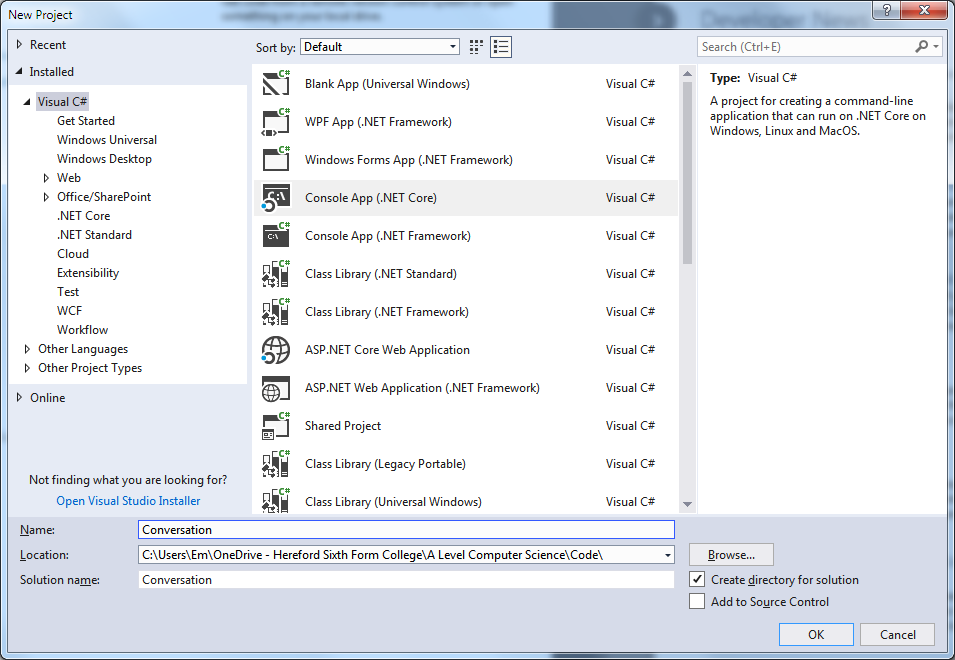 New Project
Recent
Installed
Visual C#
Get Started
Windows Universal
Windows Desktop
Web
Office/SharePoint
.NET Core
.NET Standard
Cloud
Extensibility
Test
WCF
Workflow
Other Languages
Other Project Types
Online
Not finding what you are looking for?
Open Visual Studio Installer
Sort by: Default
Blank App (Universal Windows) Visual C#
WPF App (.NET Framework) Visual C#
Windows Forms App (.NET Framework) Visual C#
Console App (.NET Core) Visual C#
Console App (.NET Framework) Visual C#
Class Library (.NET Standard) Visual C#
Class Library (.NET Framework) Visual C#
ASP.NET Core Web Application Visual C#
ASP.NET Web Application (.NET Framework) Visual C#
Shared Project Visual C#
Class Library (Legacy Portable) Visual C#
Class Library (Universal Windows) Visual C#
Search (Ctrl+E)
Type: Visual C#
A project for creating a command-line
application that can run on .NET Core on
Windows, Linux and MacOS.
Name: Conversation
Location: C:\Users\Em\OneDrive - Hereford Sixth Form College\A Level Computer Science\Code\
Browse...
Solution name: Conversation
Create directory for solution
Add to Source Control
OK
Cancel